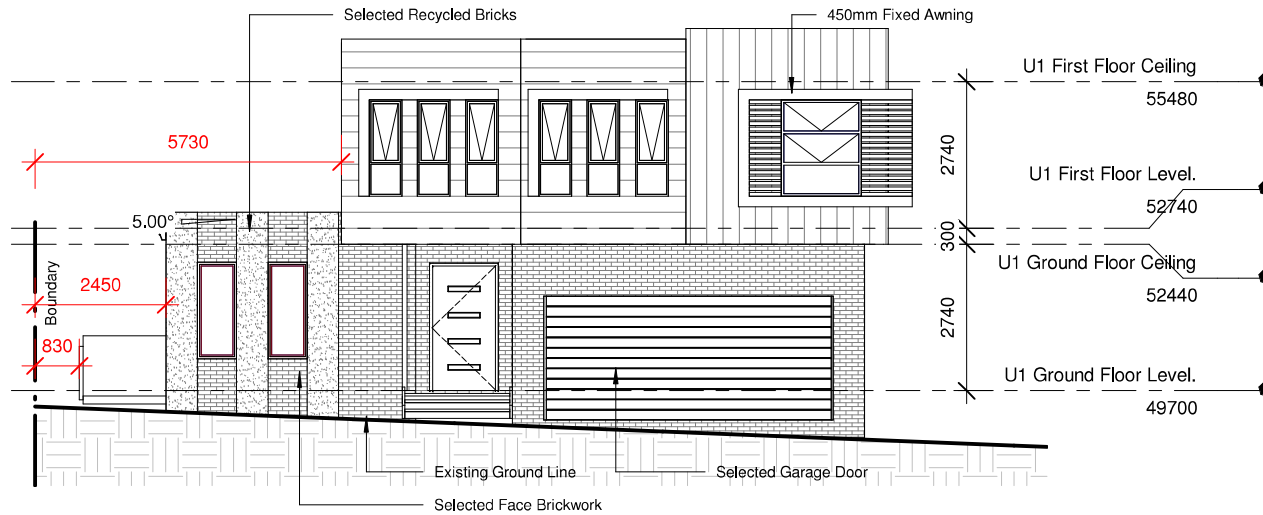 Selected Recycled Bricks
450mm Fixed Awning
U1 First Floor Ceiling
55480
5730
2740
U1 First Floor Level.
52740
5.00°
300
U1 Ground Floor Ceiling
52440
Boundary
2450
2740
830
U1 Ground Floor Level.
49700
Existing Ground Line
Selected Garage Door
Selected Face Brickwork